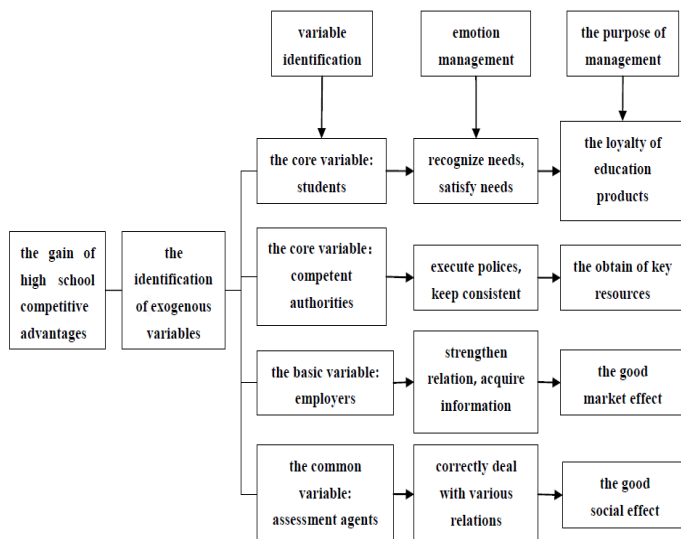 variable
identification
emotion
management
the purpose of
management
the core variable:
students
recognize needs,
satisfy needs
the loyalty of
education
products
the gain of
high school
competitive
advantages
the
identification
of exogenous
variables
the core variable:
competent
authorities
execute polices,
keep consistent
the obtain of key
resources
the basic variable:
employers
strengthen
relation, acquire
information
the good
market effect
the common
variable:
assessment agents
correctly deal
with various
relations
the good
social effect